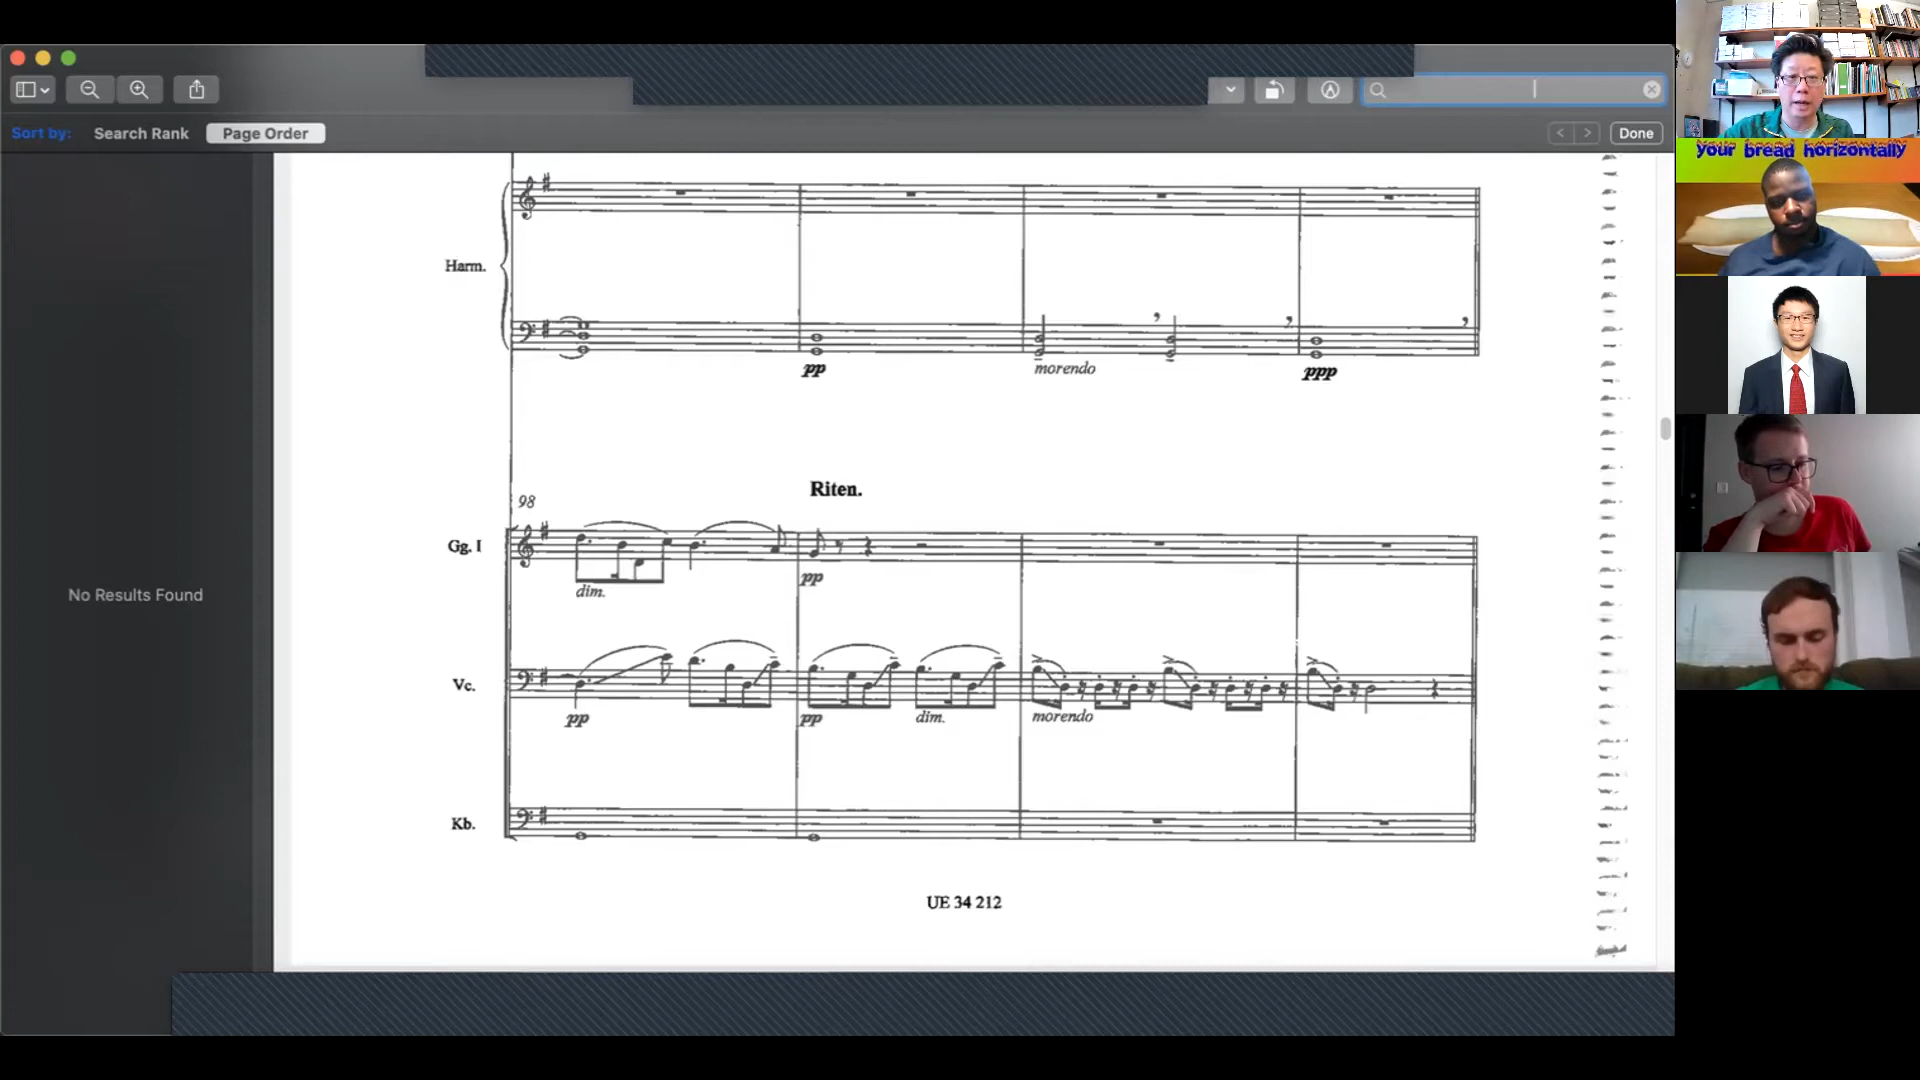 Sort by:
Search Rank
Page Order
Done
No Results Found
Harm.
pp
morendo
ppp
Riten.
98
Gg. I
dim.
pp
Vc.
pp
pp
dim.
morendo
Kb.
UE 34 212
your bread horizontally